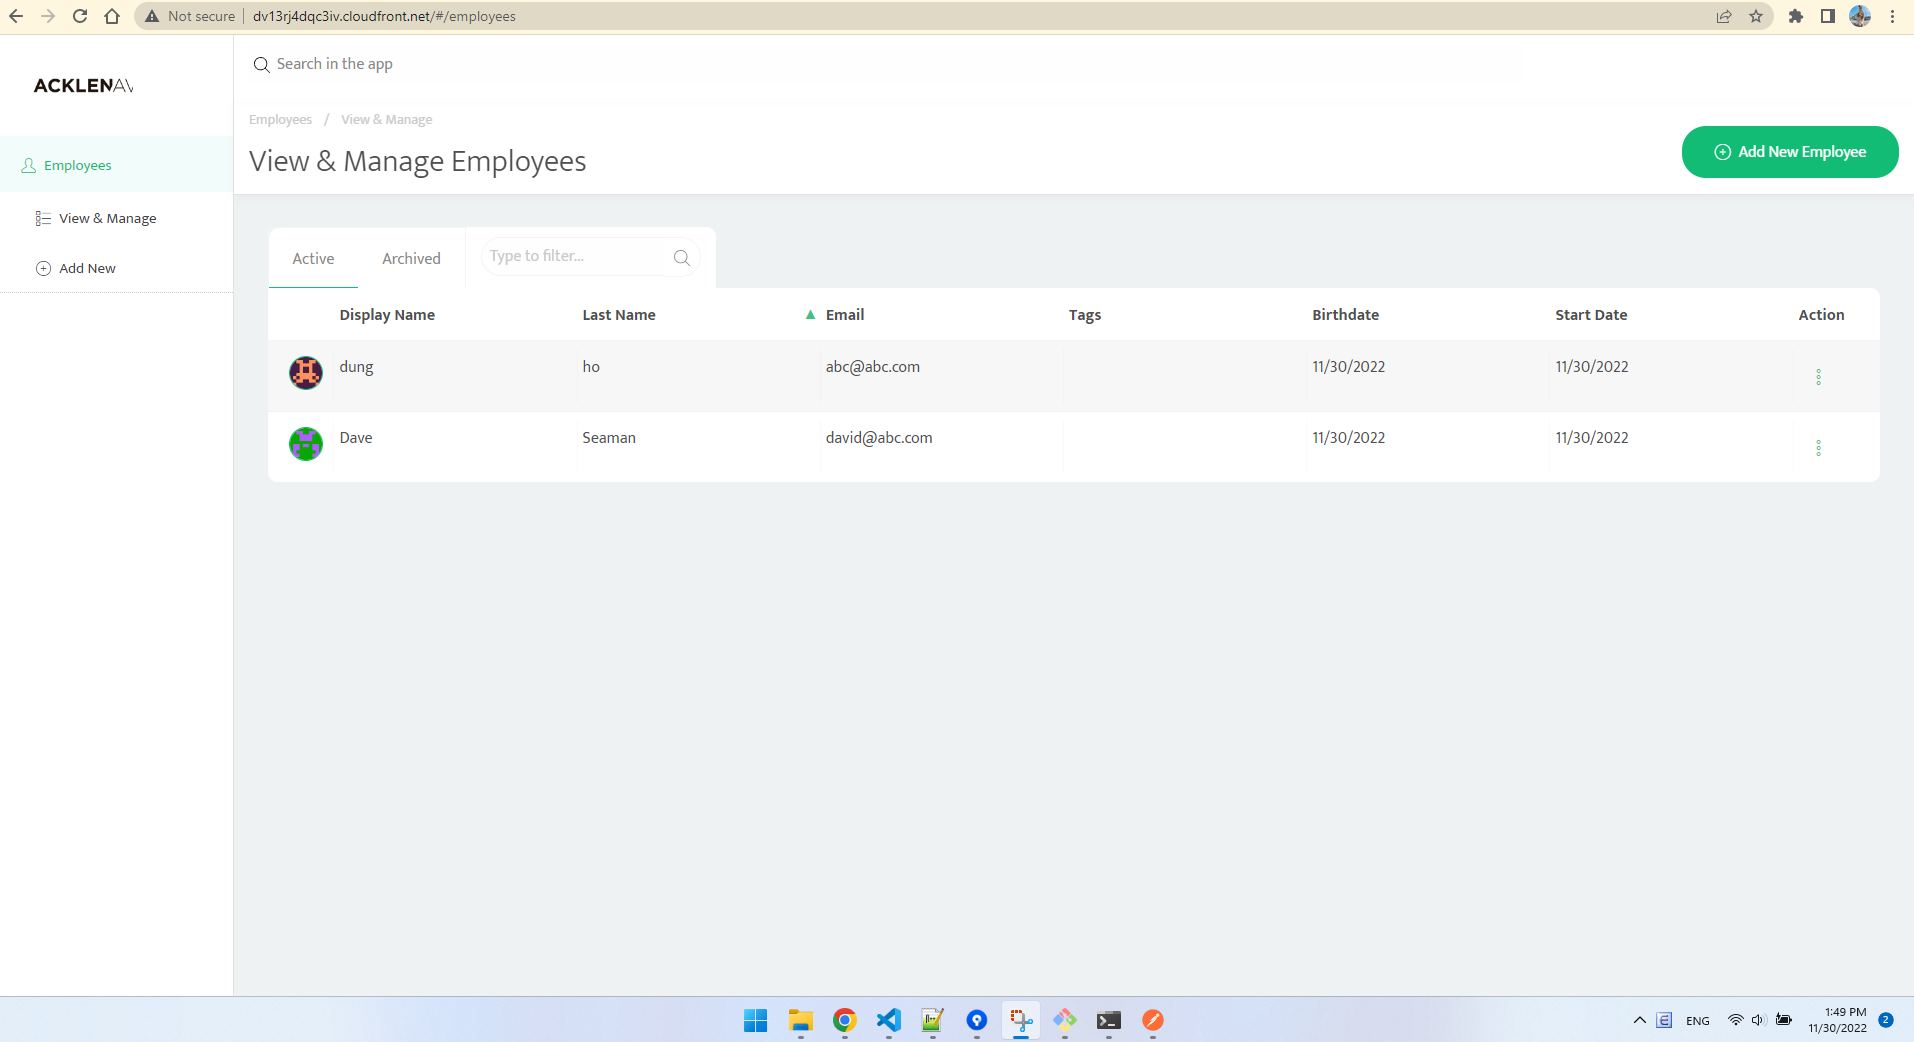 Not secure dv13rj4dqc3iv.cloudfront.net/#/employees
Search in the app
ACKLENAV
Employees / View & Manage
View & Manage Employees
Add New Employee
Employees
View & Manage
Add New
Active Archived Type to filter...
Display Name Last Name Email Tags Birthdate Start Date Action
dung ho abc@abc.com 11/30/2022 11/30/2022
Dave Seaman david@abc.com 11/30/2022 11/30/2022
ENG
1:49 PM
11/30/2022
2